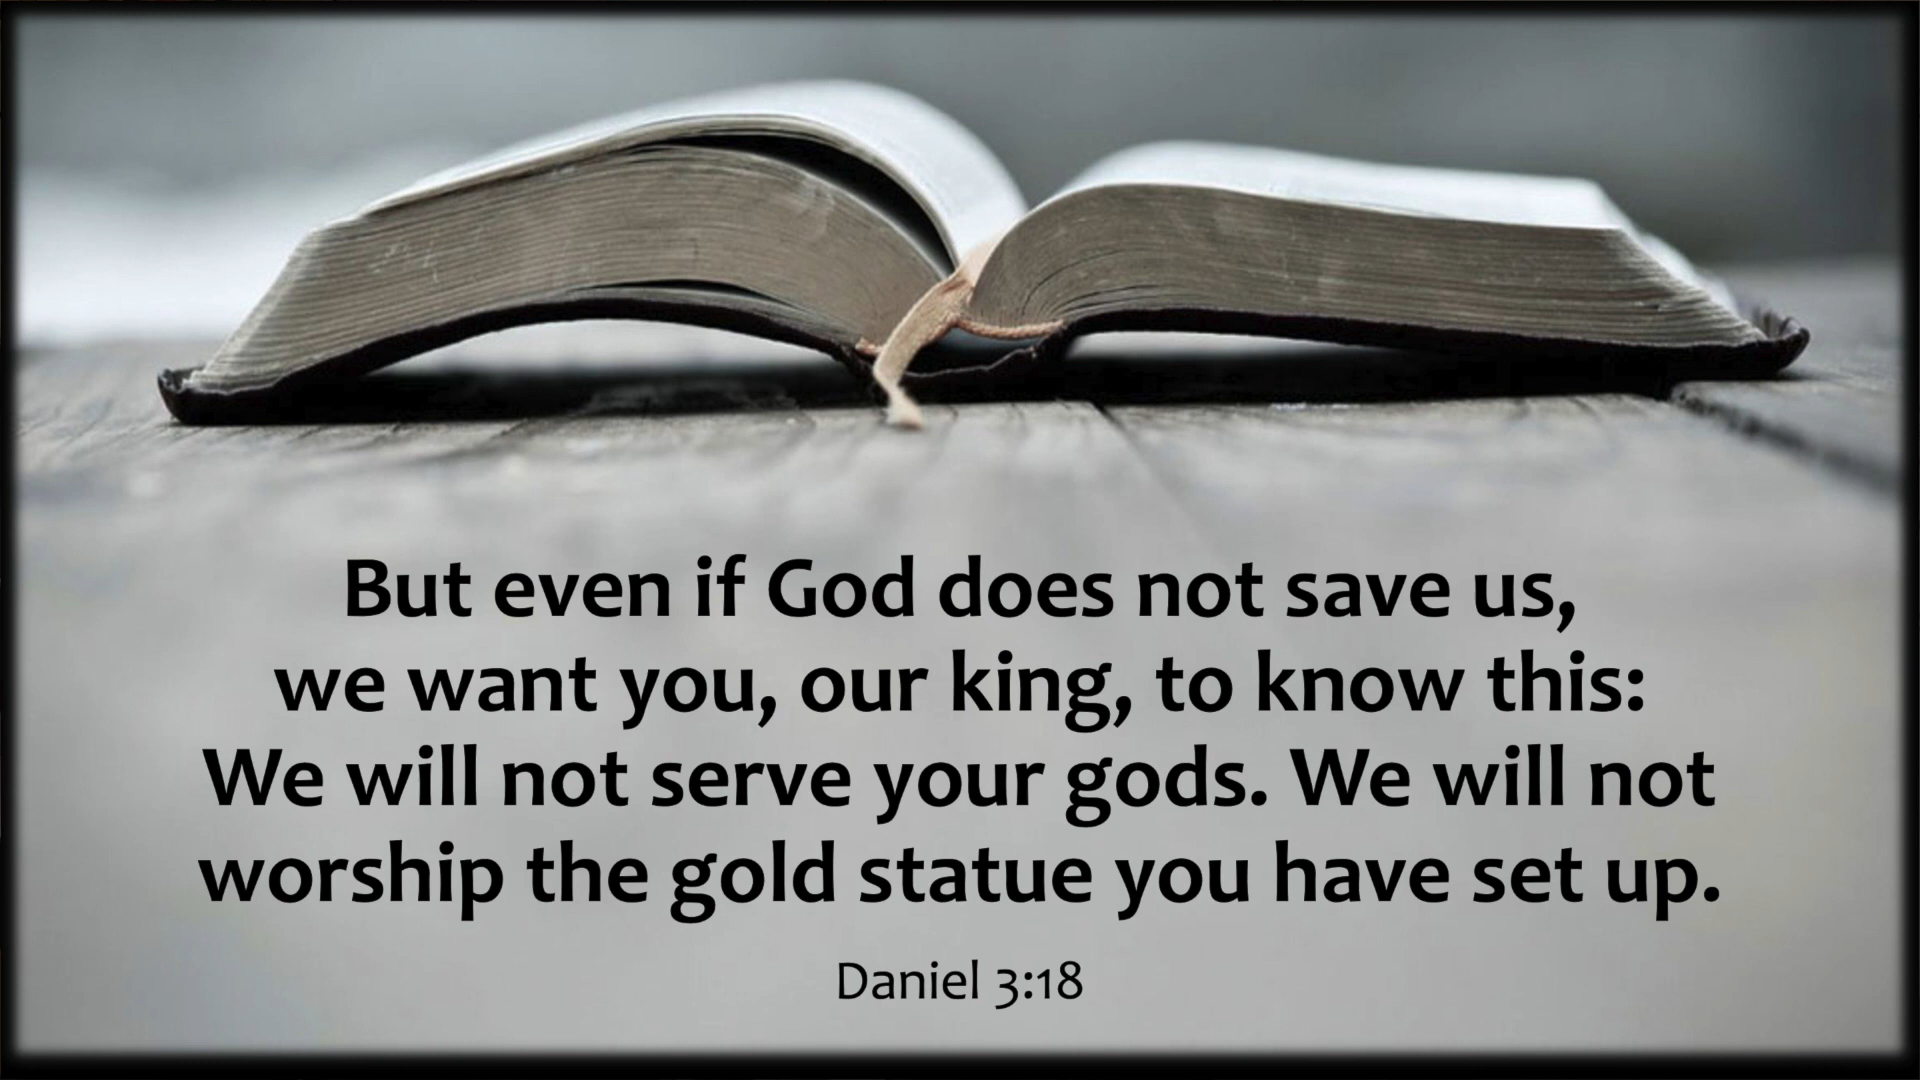 But even if God does not save us,
we want you, our king, to know this:
We will not serve your gods. We will not
worship the gold statue you have set up.
Daniel 3:18